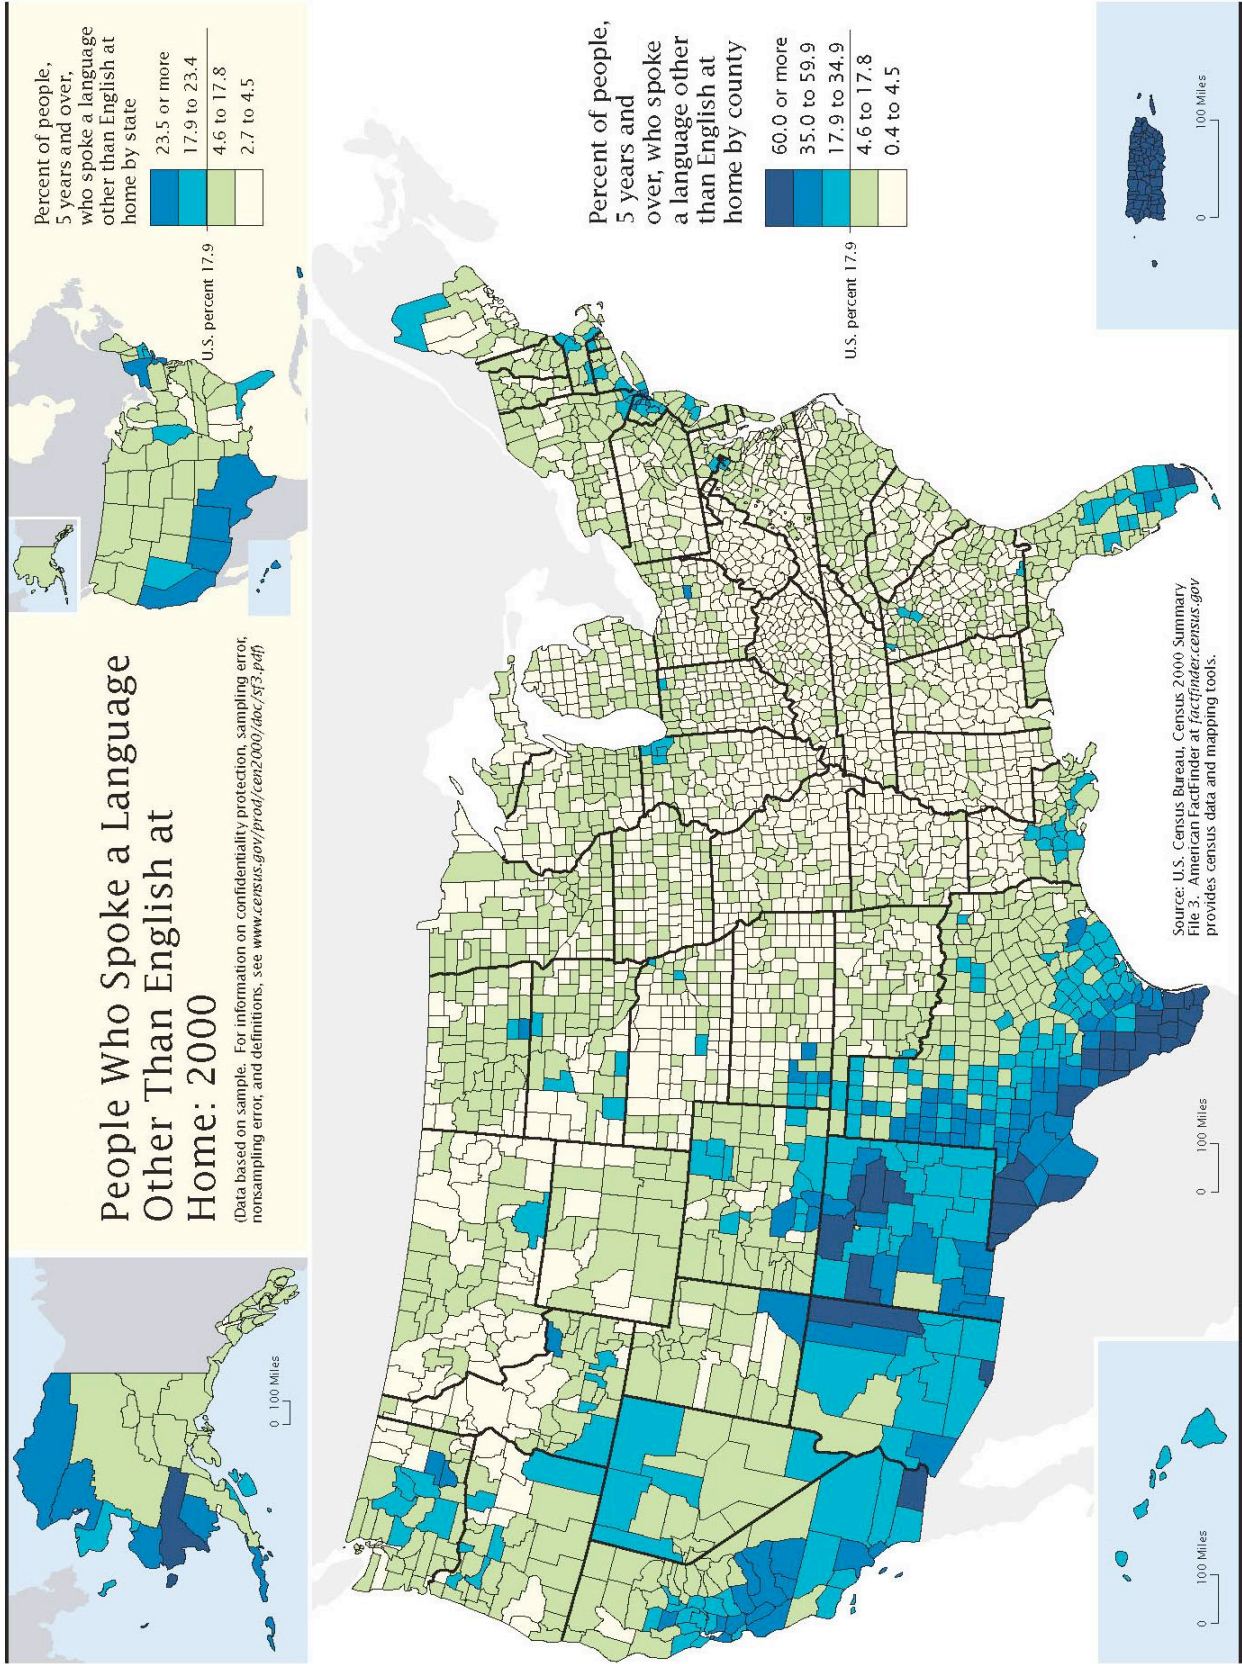 People Who Spoke a Language
Other Than English at
Home: 2000
(Data based on sample. For information on confidentiality protection, sampling error,
nonsampling error, and definitions, see www.census.gov/prod/cen2000/doc/sf3.pdf)
Percent of people,
5 years and over,
who spoke a language
other than English at
home by state
23.5 or more
17.9 to 23.4
U.S. percent 17.9
4.6 to 17.8
2.7 to 4.5
0 100 Miles
Percent of people,
5 years and
over, who spoke
a language other
than English at
home by county
60.0 or more
35.0 to 59.9
17.9 to 34.9
U.S. percent 17.9
4.6 to 17.8
0.4 to 4.5
Source: U.S. Census Bureau, Census 2000 Summary
File 3. American FactFinder at factfinder.census.gov
provides census data and mapping tools.
0 100 Miles
0 100 Miles
0 100 Miles